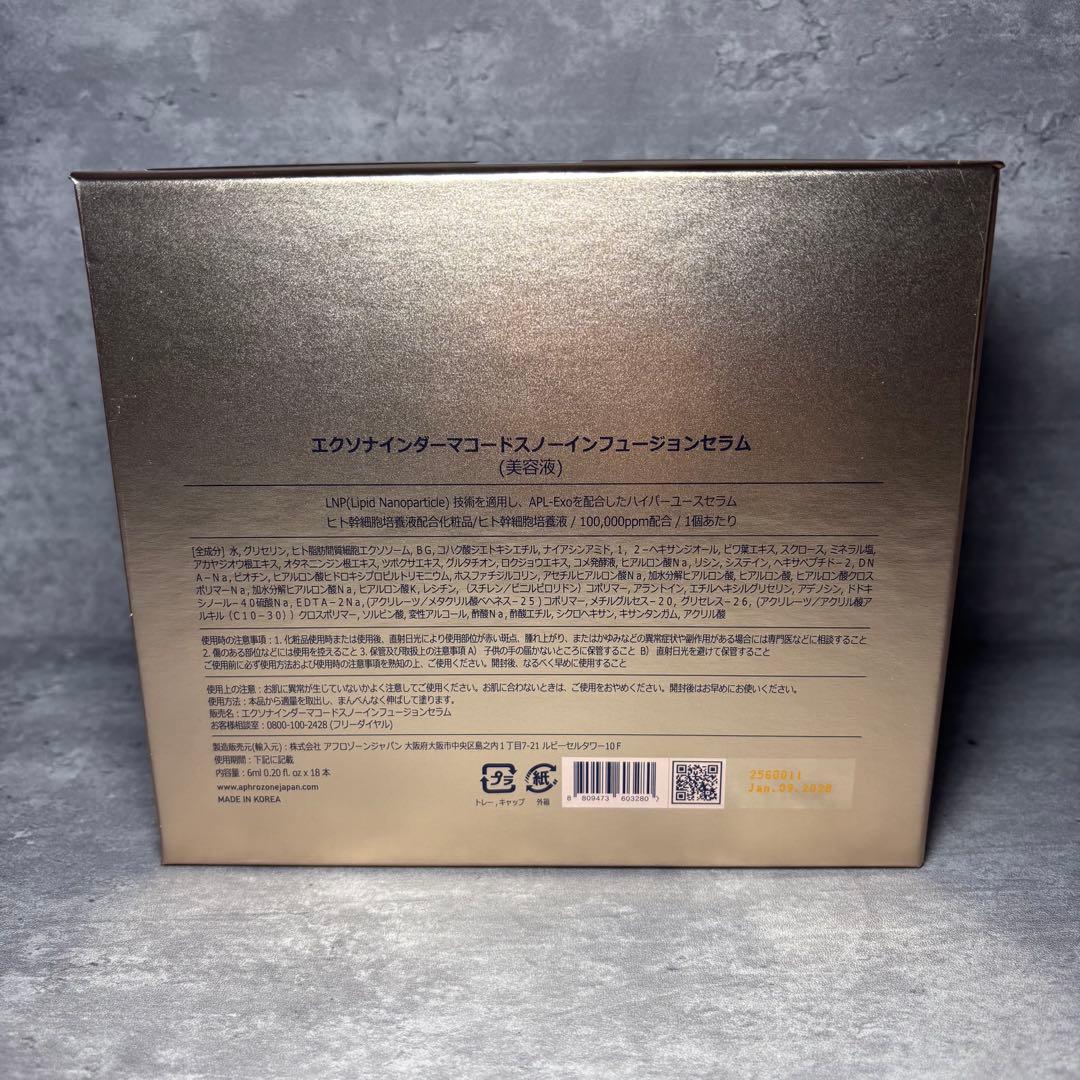 エクソナインダーマコードスノーインフュージョンセラム
(美容液)
LNP(Lipid Nanoparticle) 技術を適用し、APL-Exoを配合したハイパーユースセラム
ヒト幹細胞培養液配合化粧品/ヒト幹細胞培養液 / 100,000ppm配合 / 1個あたり
[全成分] 水, グリセリン, ヒト脂肪間質細胞エクソソーム, BG, コハク酸ジエトキシエチル, ナイアシンアミド, 1, 2-ヘキサンジオール, ビワ葉エキス, スクロース, ミネラル塩,
アカヤジオウ根エキス, オタネニンジン根エキス, ツボクサエキス, グルタチオン, ロクジョウエキス, コメ発酵液, ヒアルロン酸Na, リシン, システイン, ヘキサペプチド-2, DN
A-Na, ビオチン, ヒアルロン酸ヒドロキシプロピルトリモニウム, ホスファチジルコリン, アセチルヒアルロン酸Na, 加水分解ヒアルロン酸, ヒアルロン酸, ヒアルロン酸クロス
ポリマーNa, 加水分解ヒアルロン酸Na, ヒアルロン酸K, レシチン, (スチレン/ビニルピロリドン) コポリマー, アラントイン, エチルヘキシルグリセリン, アデノシン, ドデキ
シノール-40硫酸Na, EDTA-2Na, (アクリレーツ/メタクリル酸ベヘネス-25) コポリマー, メチルグルセス-20, グリセレス-26, (アクリレーツ/アクリル酸ア
ルキル (C10-30)) クロスポリマー, ソルビン酸, 変性アルコール, 酢酸Na, 酢酸エチル, シクロヘキサン, キサンタンガム, アクリル酸
使用時の注意事項 : 1. 化粧品使用時または使用後、直射日光により使用部位が赤い斑点、腫れ上がり、またはかゆみなどの異常症状や副作用がある場合には専門医などに相談すること
2. 傷のある部位などには使用を控えること 3. 保管及び取扱上の注意事項 A) 子供の手の届かないところに保管すること B) 直射日光を避けて保管すること
ご使用前に必ず使用方法および使用時の注意事項を熟知の上、ご使用ください。開封後、なるべく早めに使用すること
使用上の注意 : お肌に異常が生じていないかよく注意してご使用ください。お肌に合わないときは、ご使用をおやめください。開封後はお早めにお使いください。
使用方法 : 本品から適量を取出し、まんべんなく伸ばして塗ります。
販売名 : エクソナインダーマコードスノーインフュージョンセラム
お客様相談室 : 0800-100-2428 (フリーダイヤル)
製造販売元(輸入元) : 株式会社 アフロゾーンジャパン 大阪府大阪市中央区島之内1丁目7-21 ルビーセルタワー10F
使用期間 : 下記に記載
内容量 : 6ml 0.20 fl. oz x 18 本
www.aphrozonejapan.com
MADE IN KOREA
プラ
トレー , キャップ
紙
外箱
8 809473 603280
2560011
Jan.09.2028